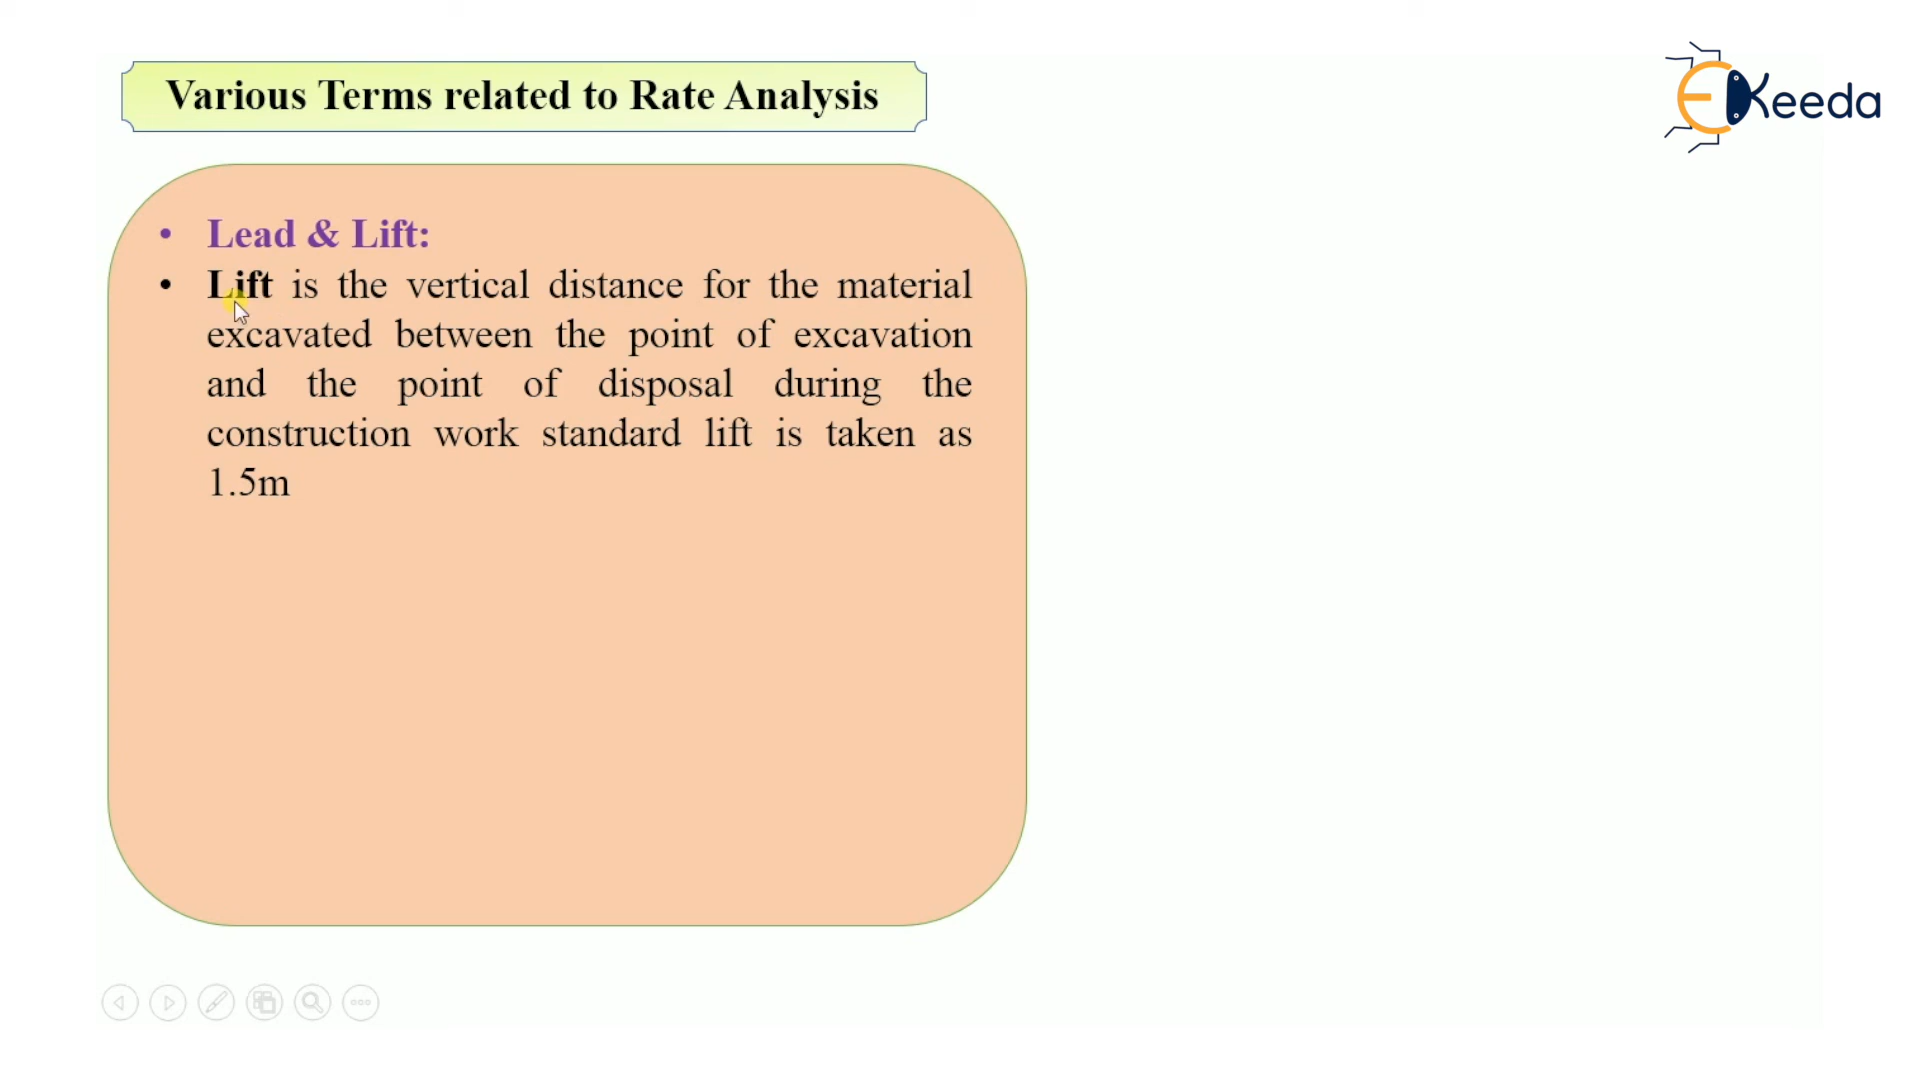 Various Terms related to Rate Analysis
EKeeda
• Lead & Lift:
• Lift is the vertical distance for the material
excavated between the point of excavation
and the point of disposal during the
construction work standard lift is taken as
1.5m